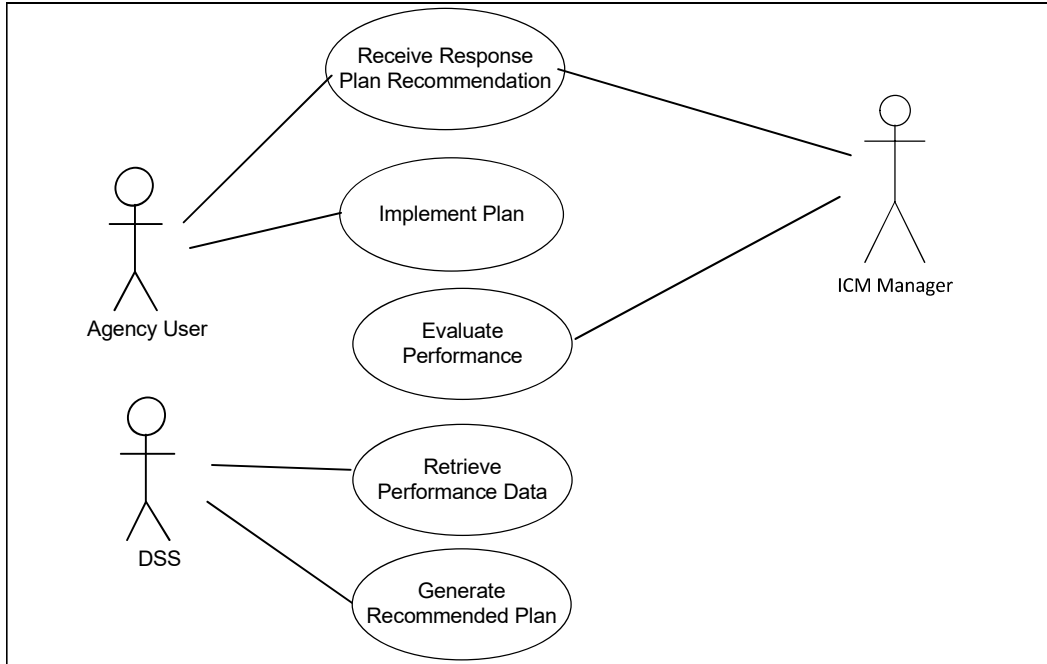 Receive Response
Plan Recommendation
Implement Plan
ICM Manager
Agency User
Evaluate
Performance
Retrieve
Performance Data
DSS
Generate
Recommended Plan